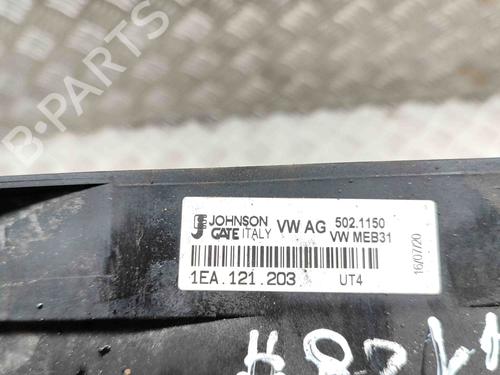 B-PARTS
JOHNSON
GATE ITALY
VW AG
502.1150
VW MEB31
16/07/20
1EA.121.203
UT4